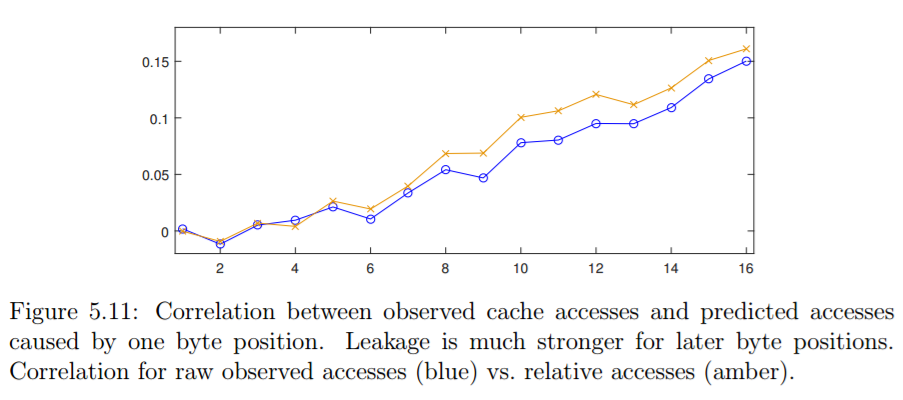 0.15
0.1
0.05
0
2 4 6 8 10 12 14 16
Figure 5.11: Correlation between observed cache accesses and predicted accesses
caused by one byte position. Leakage is much stronger for later byte positions.
Correlation for raw observed accesses (blue) vs. relative accesses (amber).